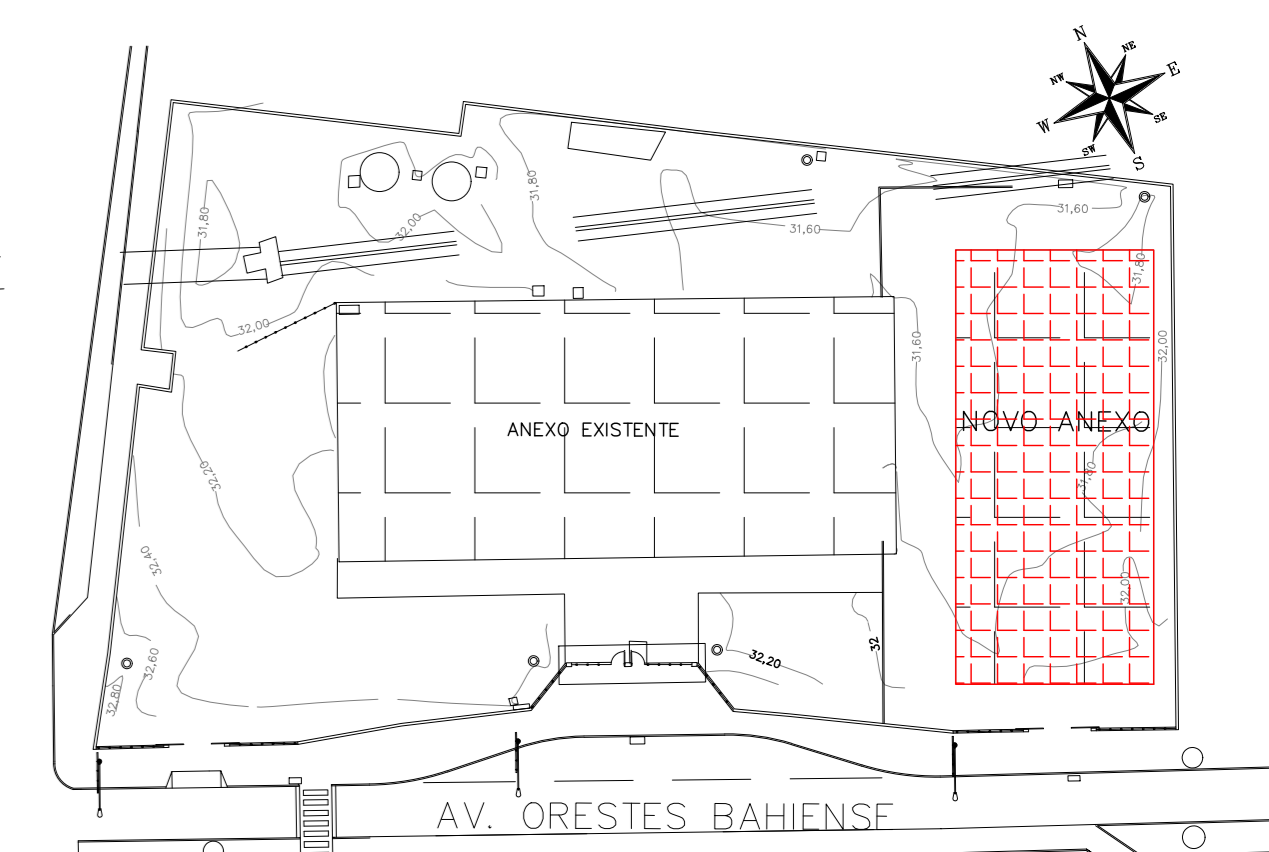 N
NE
E
SE
S
SW
W
NW
31,80
31,80
32,00
31,60
31,60
31,80
32,00
31,60
32,00
ANEXO EXISTENTE
NOVO ANEXO
32,20
31,80
32,40
32,00
32,60
32,20
32
32,80
AV. ORESTES BAHIENSE